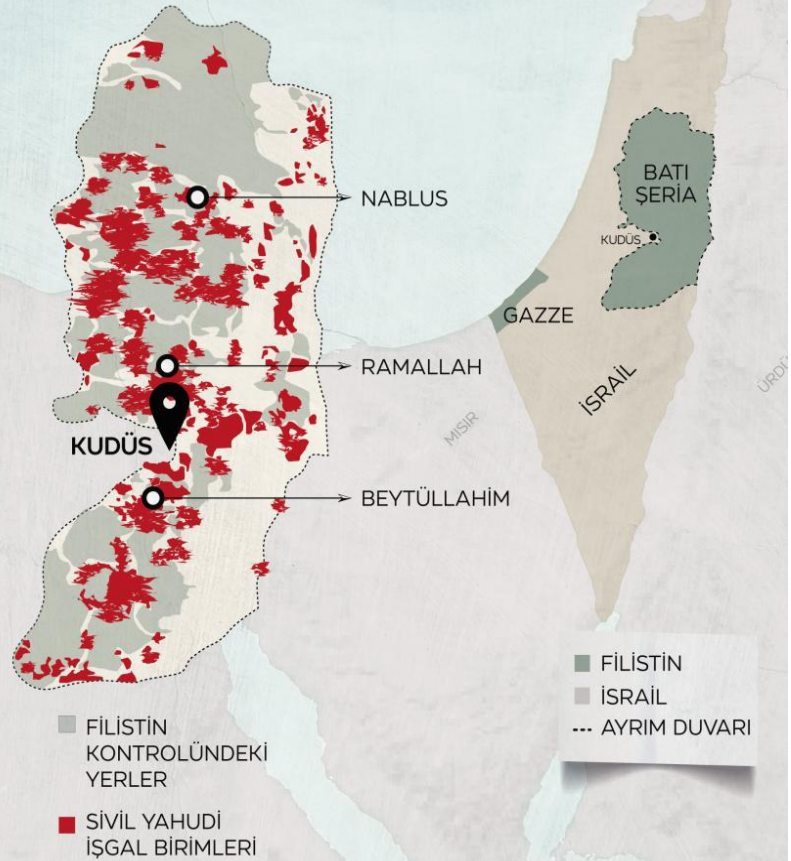 NABLUS
RAMALLAH
KUDÜS
BEYTÜLLAHİM
FİLİSTİN
KONTROLÜNDEKİ
YERLER
SİVİL YAHUDİ
İŞGAL BİRİMLERİ
BATI
ŞERİA
KUDÜS
GAZZE
İSRAİL
MISIR
ÜRDÜN
FİLİSTİN
İSRAİL
AYRIM DUVARI